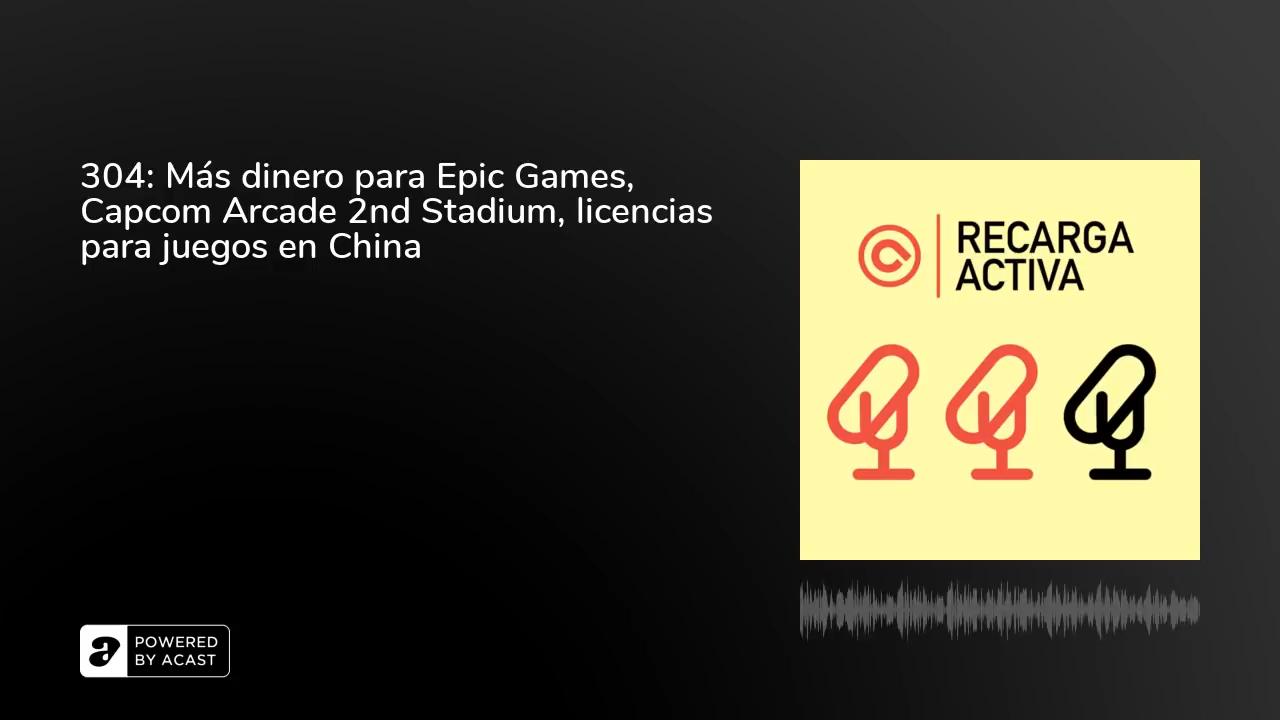 304: Más dinero para Epic Games,
Capcom Arcade 2nd Stadium, licencias
para juegos en China
RECARGA
ACTIVA
POWERED
BY ACAST